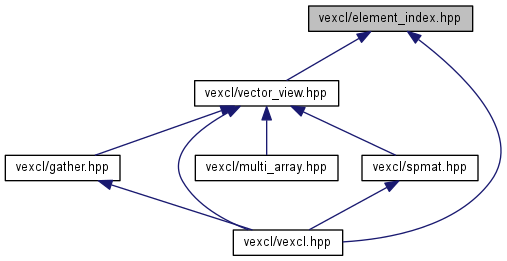 vexcl/element_index.hpp
vexcl/vector_view.hpp
vexcl/gather.hpp
vexcl/multi_array.hpp
vexcl/spmat.hpp
vexcl/vexcl.hpp